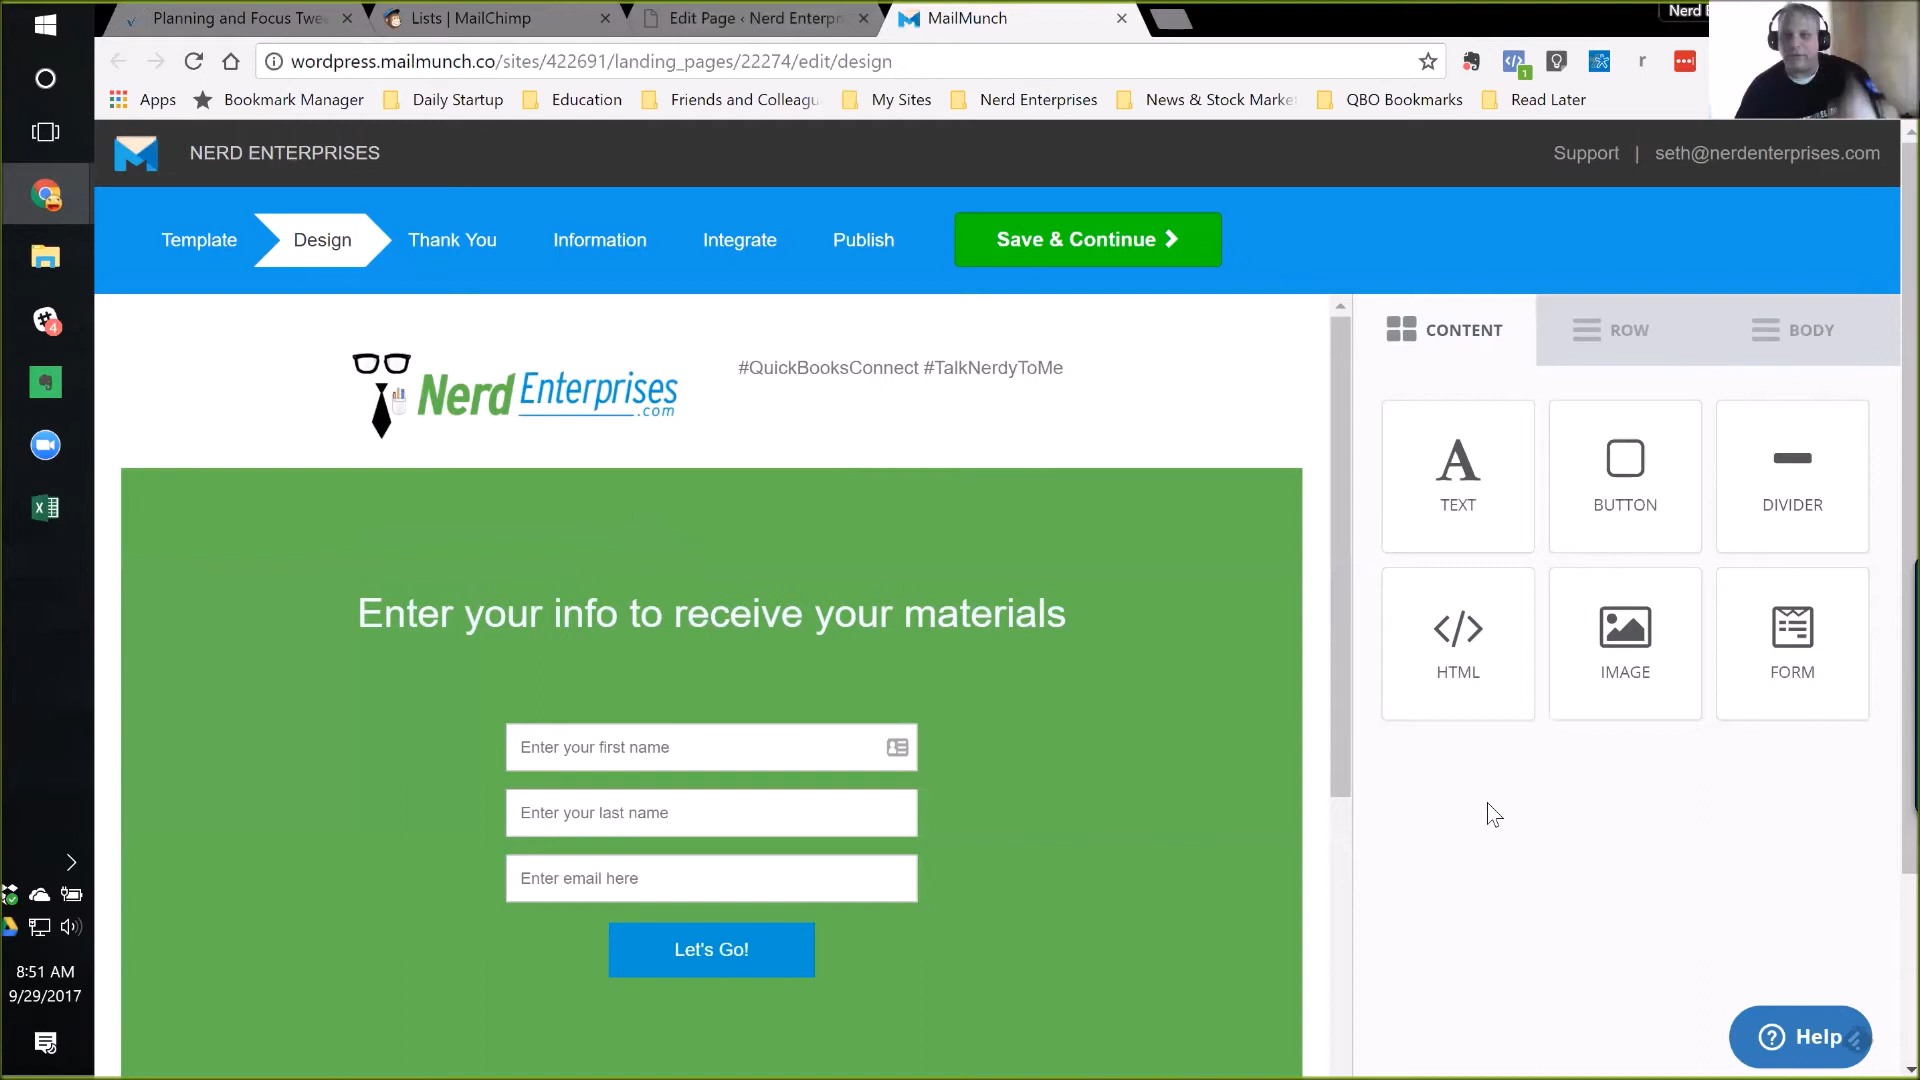 Planning and Focus Twe
Lists | MailChimp
Edit Page ‹ Nerd Enterpr
MailMunch
Nerd E
wordpress.mailmunch.co/sites/422691/landing_pages/22274/edit/design
1
r
Apps
Bookmark Manager
Daily Startup
Education
Friends and Colleagu
My Sites
Nerd Enterprises
News & Stock Market
QBO Bookmarks
Read Later
NERD ENTERPRISES
Support | seth@nerdenterprises.com
Template
Design
Thank You
Information
Integrate
Publish
Save & Continue
CONTENT
ROW
BODY
Nerd Enterprises
.com
#QuickBooksConnect #TalkNerdyToMe
4
TEXT
BUTTON
DIVIDER
Enter your info to receive your materials
HTML
IMAGE
FORM
Enter your first name
Enter your last name
Enter email here
Let's Go!
8:51 AM
9/29/2017
Help